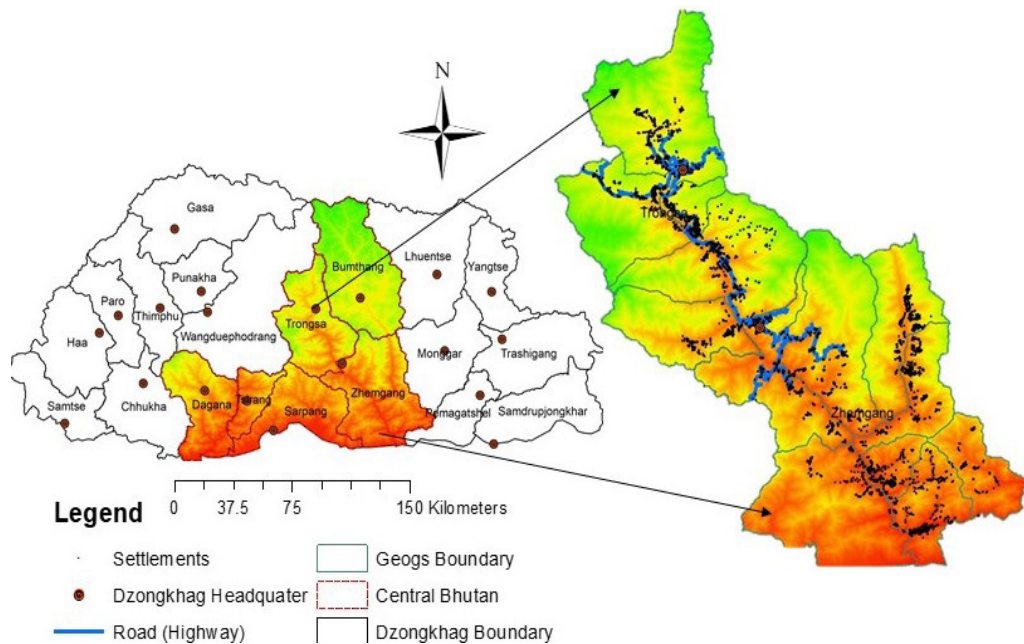 N
Gasa
Punakha
Paro
Thimphu
Haa
Wangduephodrang
Samtse
Chhukha
Bumthang
Trongsa
Lhuentse
Yangtse
Monggar
Trashigang
Dagana
Tsirang
Sarpang
Zhemgang
Pemagatshel
Samdrupjongkhar
Trongsa
Zhemgang
0 37.5 75 150 Kilometers
Legend
Settlements
Geogs Boundary
Dzongkhag Headquater
Central Bhutan
Road (Highway)
Dzongkhag Boundary